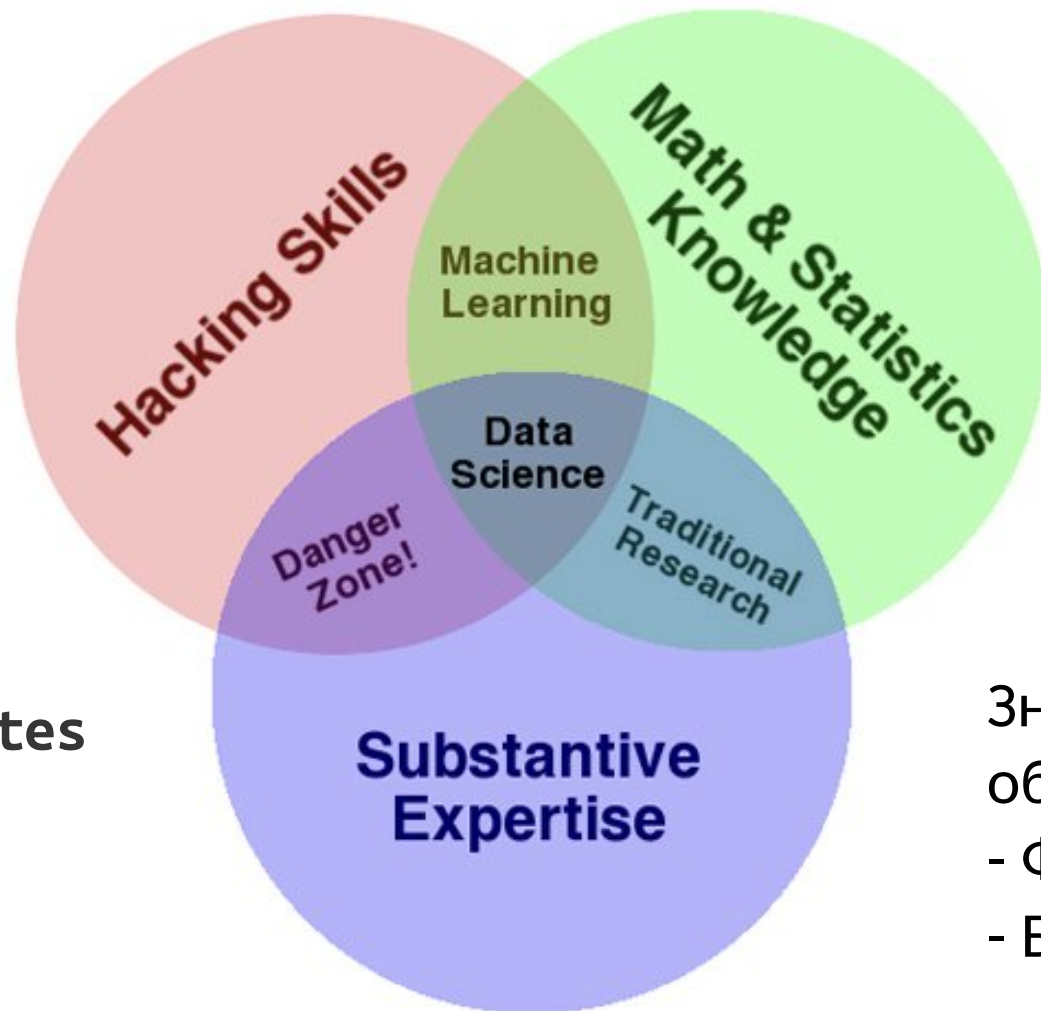 Hacking Skills
Math & Statistics
Knowledge
Machine
Learning
Data
Science
Danger
Zone!
Traditional
Research
Substantive
Expertise
tes
Зн
об
- Ф
- В